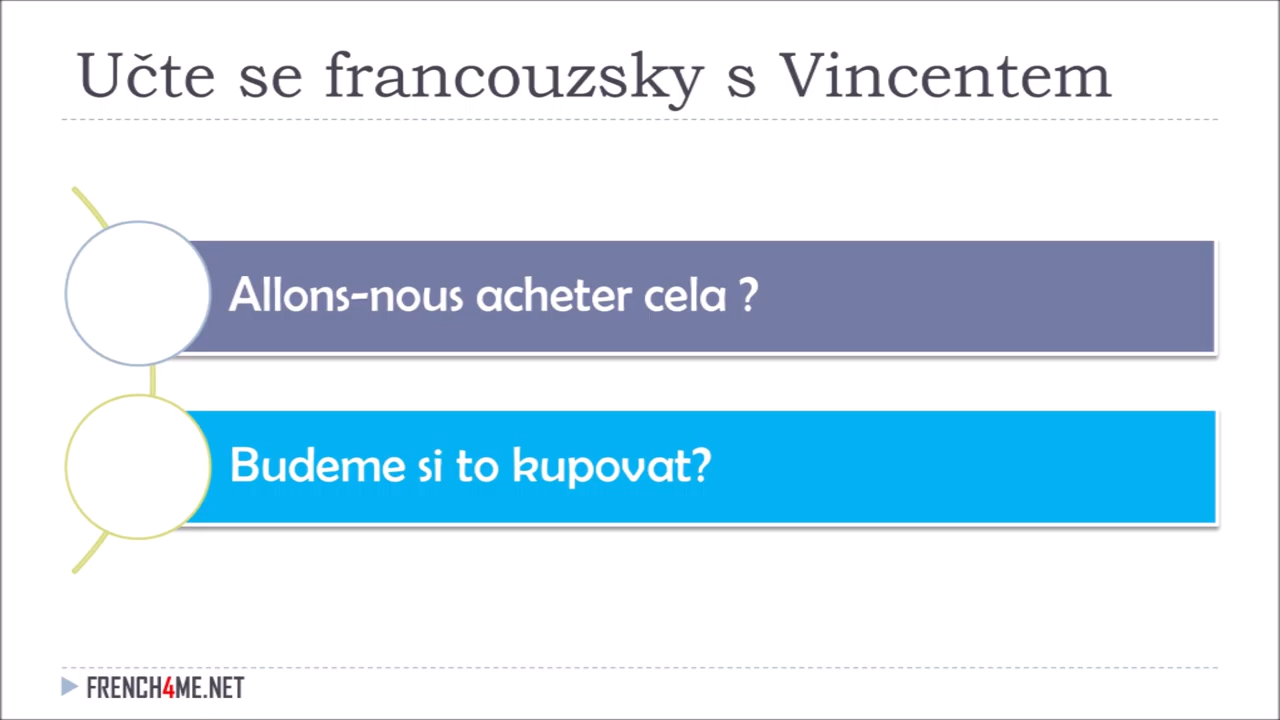 Učte se francouzsky s Vincentem
Allons-nous acheter cela ?
Budeme si to kupovat?
FRENCH4ME.NET